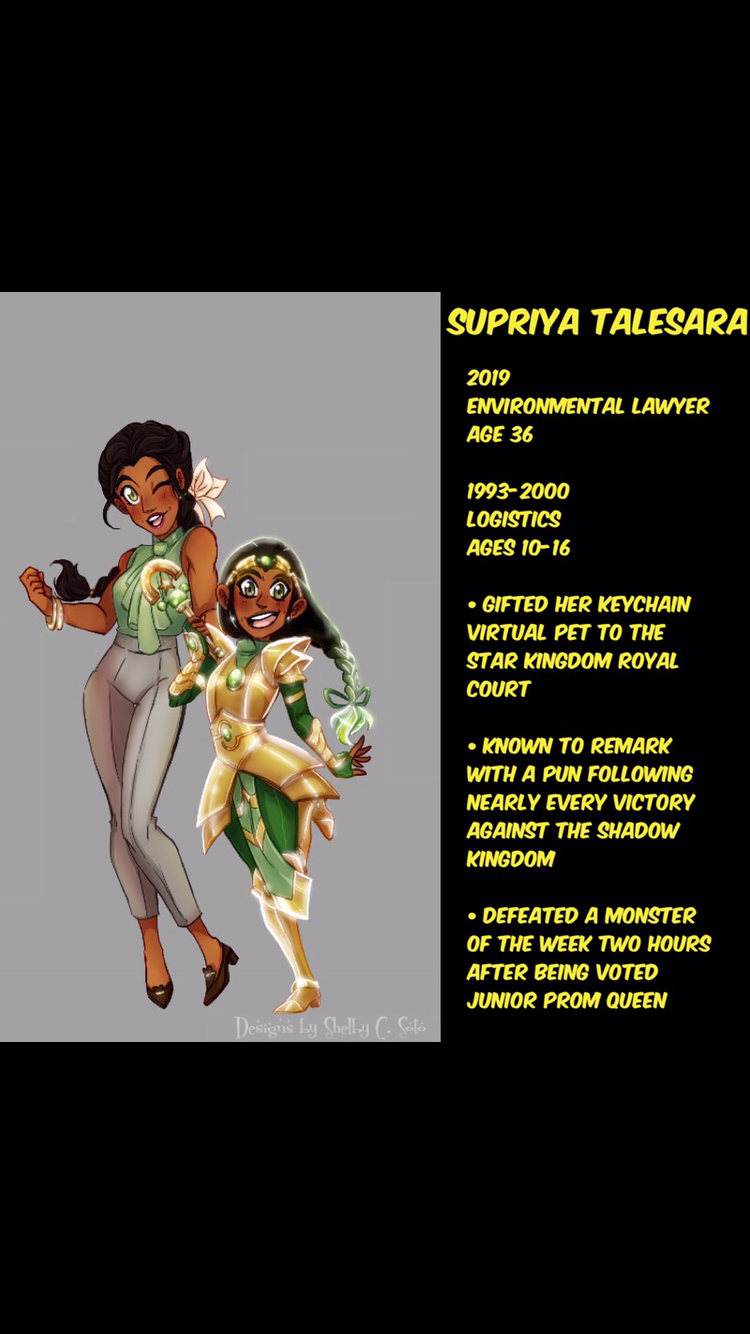 SUPRIYA TALESARA
2019
ENVIRONMENTAL LAWYER
AGE 36
1993-2000
LOGISTICS
AGES 10-16
• GIFTED HER KEYCHAIN
VIRTUAL PET TO THE
STAR KINGDOM ROYAL
COURT
• KNOWN TO REMARK
WITH A PUN FOLLOWING
NEARLY EVERY VICTORY
AGAINST THE SHADOW
KINGDOM
• DEFEATED A MONSTER
OF THE WEEK TWO HOURS
AFTER BEING VOTED
JUNIOR PROM QUEEN
Designs by Shelby C. Soto